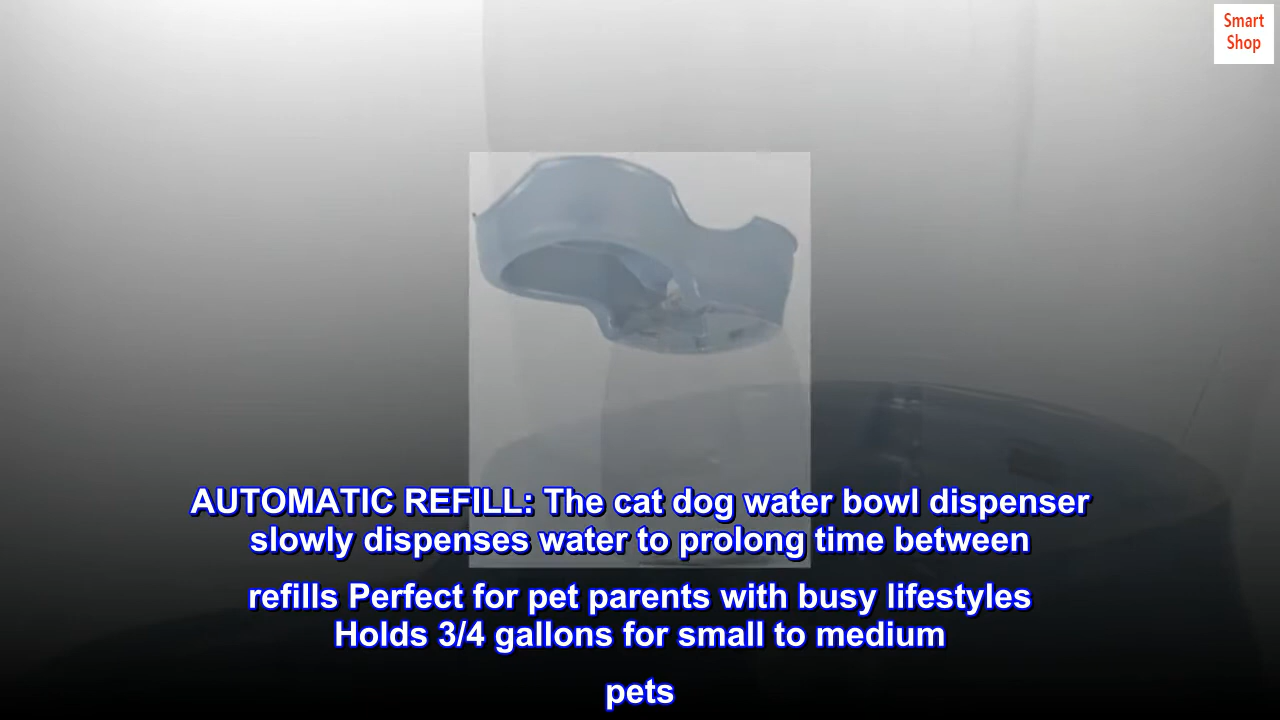 Smart
Shop
AUTOMATIC REFILL: The cat dog water bowl dispenser
slowly dispenses water to prolong time between
refills Perfect for pet parents with busy lifestyles
Holds 3/4 gallons for small to medium
pets